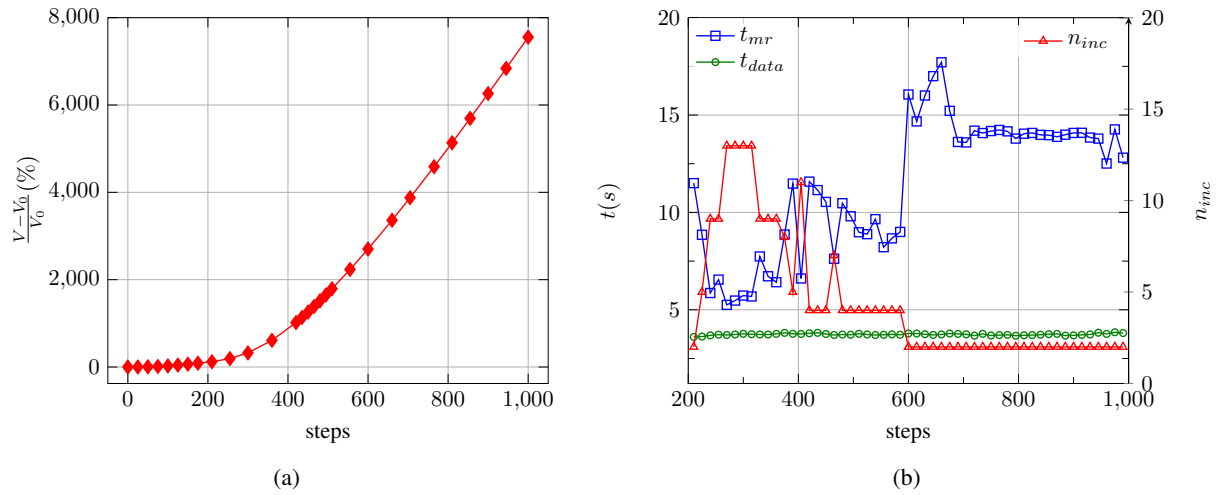 8,000
6,000
4,000
2,000
0
V−V₀/V₀ (%)
0 200 400 600 800 1,000
steps
(a)
20
15
10
5
t(s)
t_mr
t_data
n_inc
20
15
10
5
0
n_inc
200 400 600 800 1,000
steps
(b)